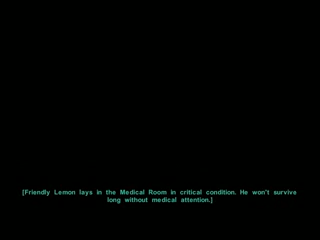 [Friendly Lemon lays in the Medical Room in critical condition. He won't survive
long without medical attention.]